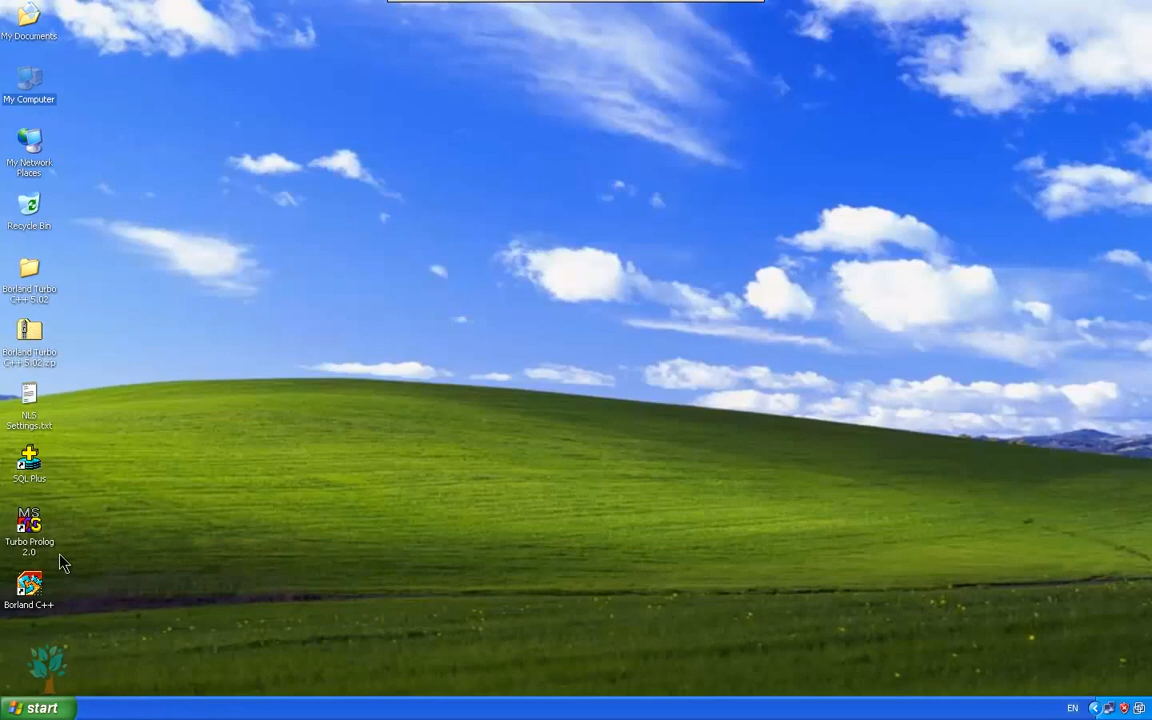 My Documents
My Computer
My Network
Places
Recycle Bin
Borland Turbo
C++ 5.02
Borland Turbo
C++ 5.02.zip
NLS
Settings.txt
SQL Plus
MS
Turbo Prolog
2.0
Borland C++
start
EN